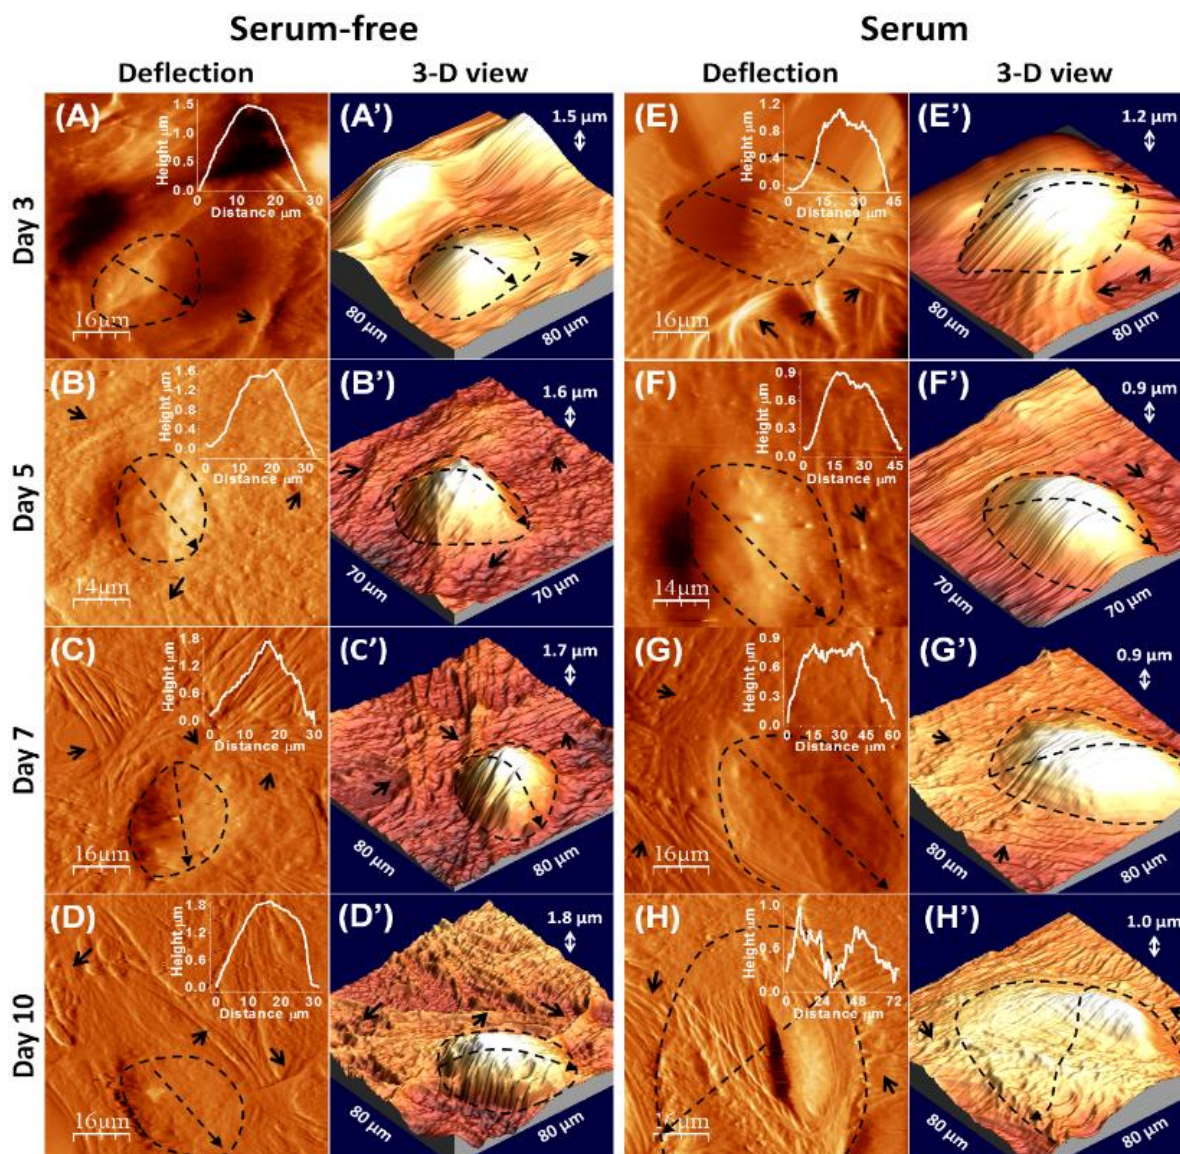 Serum-free Serum
Deflection 3-D view Deflection 3-D view
Day 3
(A)
1.5
1.0
0.5
0.0
Height µm
0 10 20 30
Distance µm
16µm
(A')
1.5 µm
80 µm
80 µm
(E)
1.2
0.8
0.4
0.0
Height µm
0 15 30 45
Distance µm
16µm
(E')
1.2 µm
80 µm
80 µm
Day 5
(B)
1.6
1.2
0.8
0.4
0.0
Height µm
0 10 20 30
Distance µm
14µm
(B')
1.6 µm
70 µm
70 µm
(F)
0.9
0.6
0.3
0.0
Height µm
0 15 30 45
Distance µm
14µm
(F')
0.9 µm
70 µm
70 µm
Day 7
(C)
1.8
1.2
0.6
0.0
Height µm
0 10 20 30
Distance µm
16µm
(C')
1.7 µm
80 µm
80 µm
(G)
0.9
0.6
0.3
0.0
Height µm
0 15 30 45 60
Distance µm
16µm
(G')
0.9 µm
80 µm
80 µm
Day 10
(D)
1.8
1.2
0.6
0.0
Height µm
0 10 20 30
Distance µm
16µm
(D')
1.8 µm
80 µm
80 µm
(H)
1.0
0.0
Height µm
0 24 48 72
Distance µm
16µm
(H')
1.0 µm
80 µm
80 µm